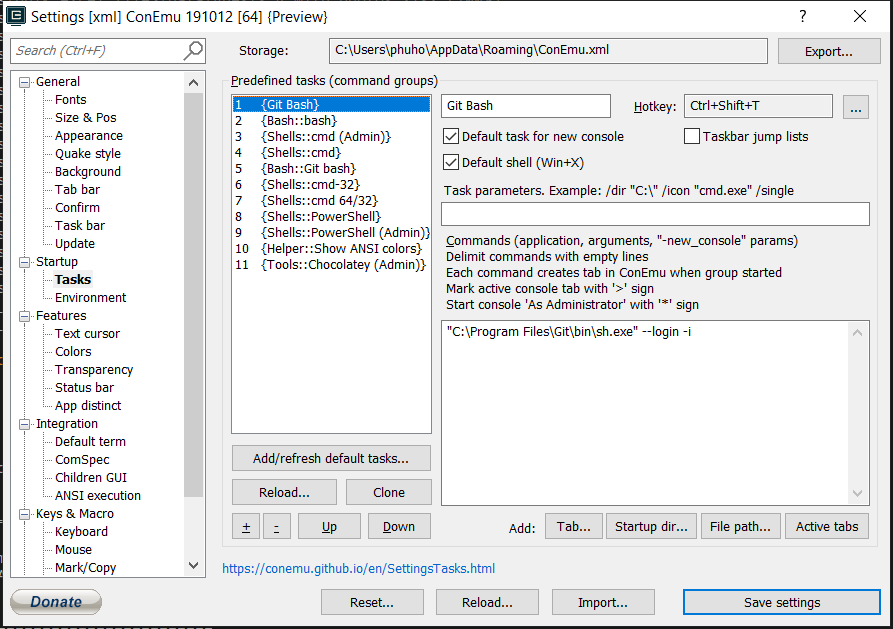 Settings [xml] ConEmu 191012 [64] {Preview}
?
Search (Ctrl+F)
Storage:
C:\Users\phuho\AppData\Roaming\ConEmu.xml
Export...
General
Fonts
Size & Pos
Appearance
Quake style
Background
Tab bar
Confirm
Task bar
Update
Startup
Tasks
Environment
Features
Text cursor
Colors
Transparency
Status bar
App distinct
Integration
Default term
ComSpec
Children GUI
ANSI execution
Keys & Macro
Keyboard
Mouse
Mark/Copy
Predefined tasks (command groups)
1 {Git Bash}
2 {Bash::bash}
3 {Shells::cmd (Admin)}
4 {Shells::cmd}
5 {Bash::Git bash}
6 {Shells::cmd-32}
7 {Shells::cmd 64/32}
8 {Shells::PowerShell}
9 {Shells::PowerShell (Admin)}
10 {Helper::Show ANSI colors}
11 {Tools::Chocolatey (Admin)}
Add/refresh default tasks...
Reload...
Clone
+
-
Up
Down
Git Bash
Hotkey:
Ctrl+Shift+T
...
Default task for new console
Taskbar jump lists
Default shell (Win+X)
Task parameters. Example: /dir "C:\" /icon "cmd.exe" /single
Commands (application, arguments, "-new_console" params)
Delimit commands with empty lines
Each command creates tab in ConEmu when group started
Mark active console tab with '>' sign
Start console 'As Administrator' with '*' sign
"C:\Program Files\Git\bin\sh.exe" --login -i
Add:
Tab...
Startup dir...
File path...
Active tabs
https://conemu.github.io/en/SettingsTasks.html
Donate
Reset...
Reload...
Import...
Save settings